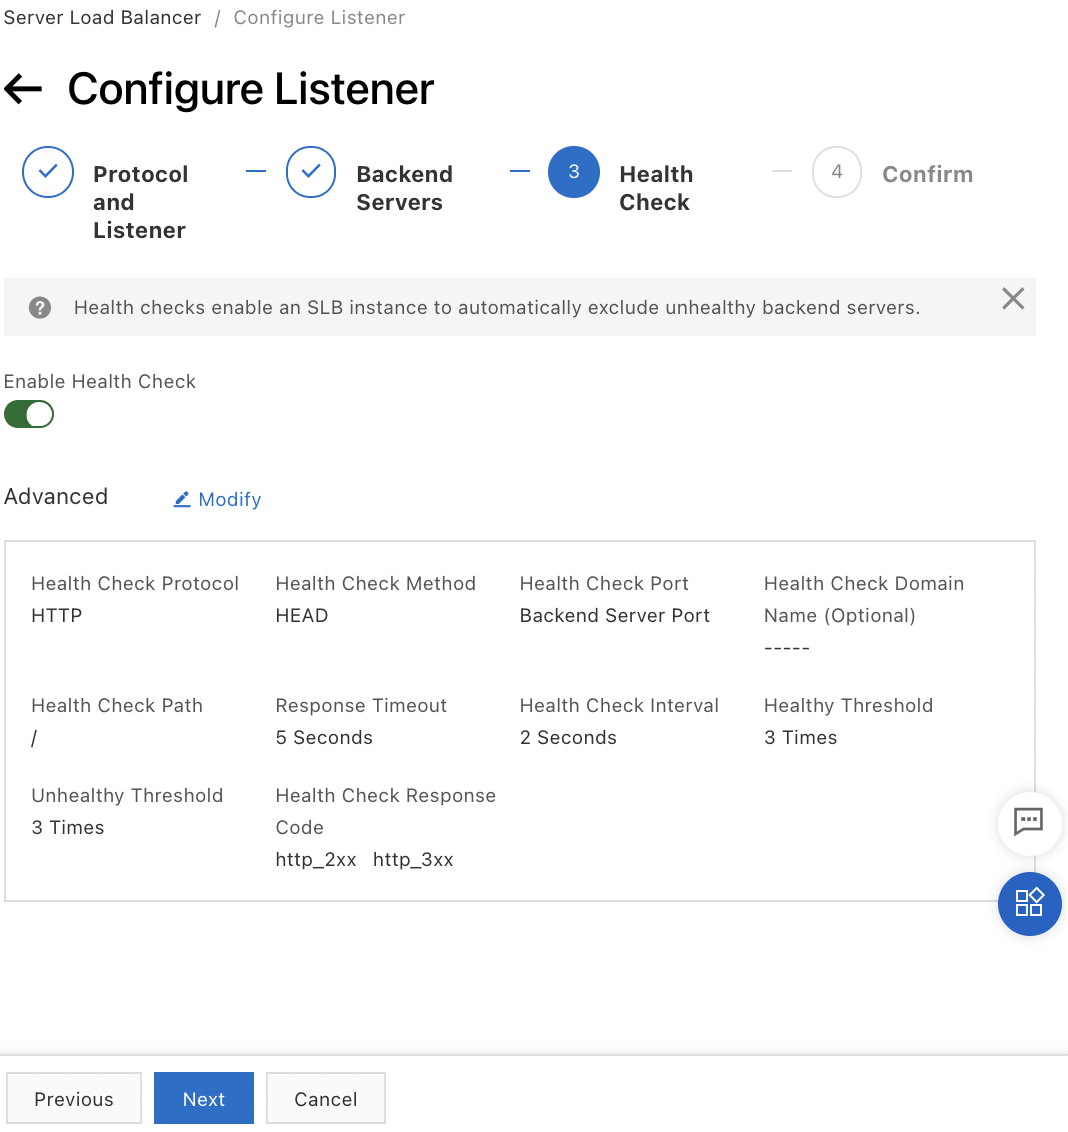 Server Load Balancer / Configure Listener
Configure Listener
Protocol and Listener
Backend Servers
3 Health Check
4 Confirm
Health checks enable an SLB instance to automatically exclude unhealthy backend servers.
Enable Health Check
Advanced Modify
Health Check Protocol
HTTP
Health Check Method
HEAD
Health Check Port
Backend Server Port
Health Check Domain
Name (Optional)
-----
Health Check Path
/
Response Timeout
5 Seconds
Health Check Interval
2 Seconds
Healthy Threshold
3 Times
Unhealthy Threshold
3 Times
Health Check Response
Code
http_2xx http_3xx
Previous Next Cancel